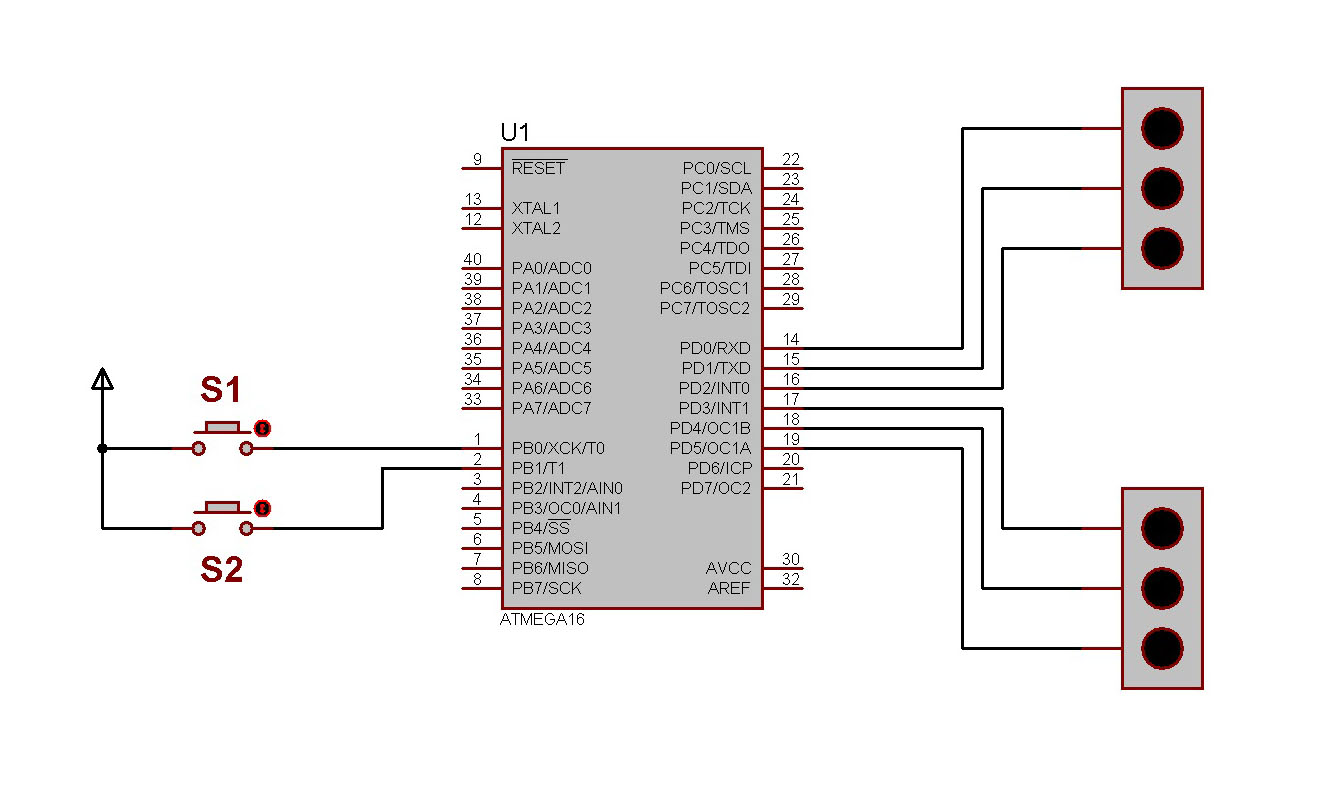 U1
9 RESET
13 XTAL1
12 XTAL2
40 PA0/ADC0
39 PA1/ADC1
38 PA2/ADC2
37 PA3/ADC3
36 PA4/ADC4
35 PA5/ADC5
34 PA6/ADC6
33 PA7/ADC7
1 PB0/XCK/T0
2 PB1/T1
3 PB2/INT2/AIN0
4 PB3/OC0/AIN1
5 PB4/SS
6 PB5/MOSI
7 PB6/MISO
8 PB7/SCK
PC0/SCL 22
PC1/SDA 23
PC2/TCK 24
PC3/TMS 25
PC4/TDO 26
PC5/TDI 27
PC6/TOSC1 28
PC7/TOSC2 29
PD0/RXD 14
PD1/TXD 15
PD2/INT0 16
PD3/INT1 17
PD4/OC1B 18
PD5/OC1A 19
PD6/ICP 20
PD7/OC2 21
AVCC 30
AREF 32
ATMEGA16
S1
S2